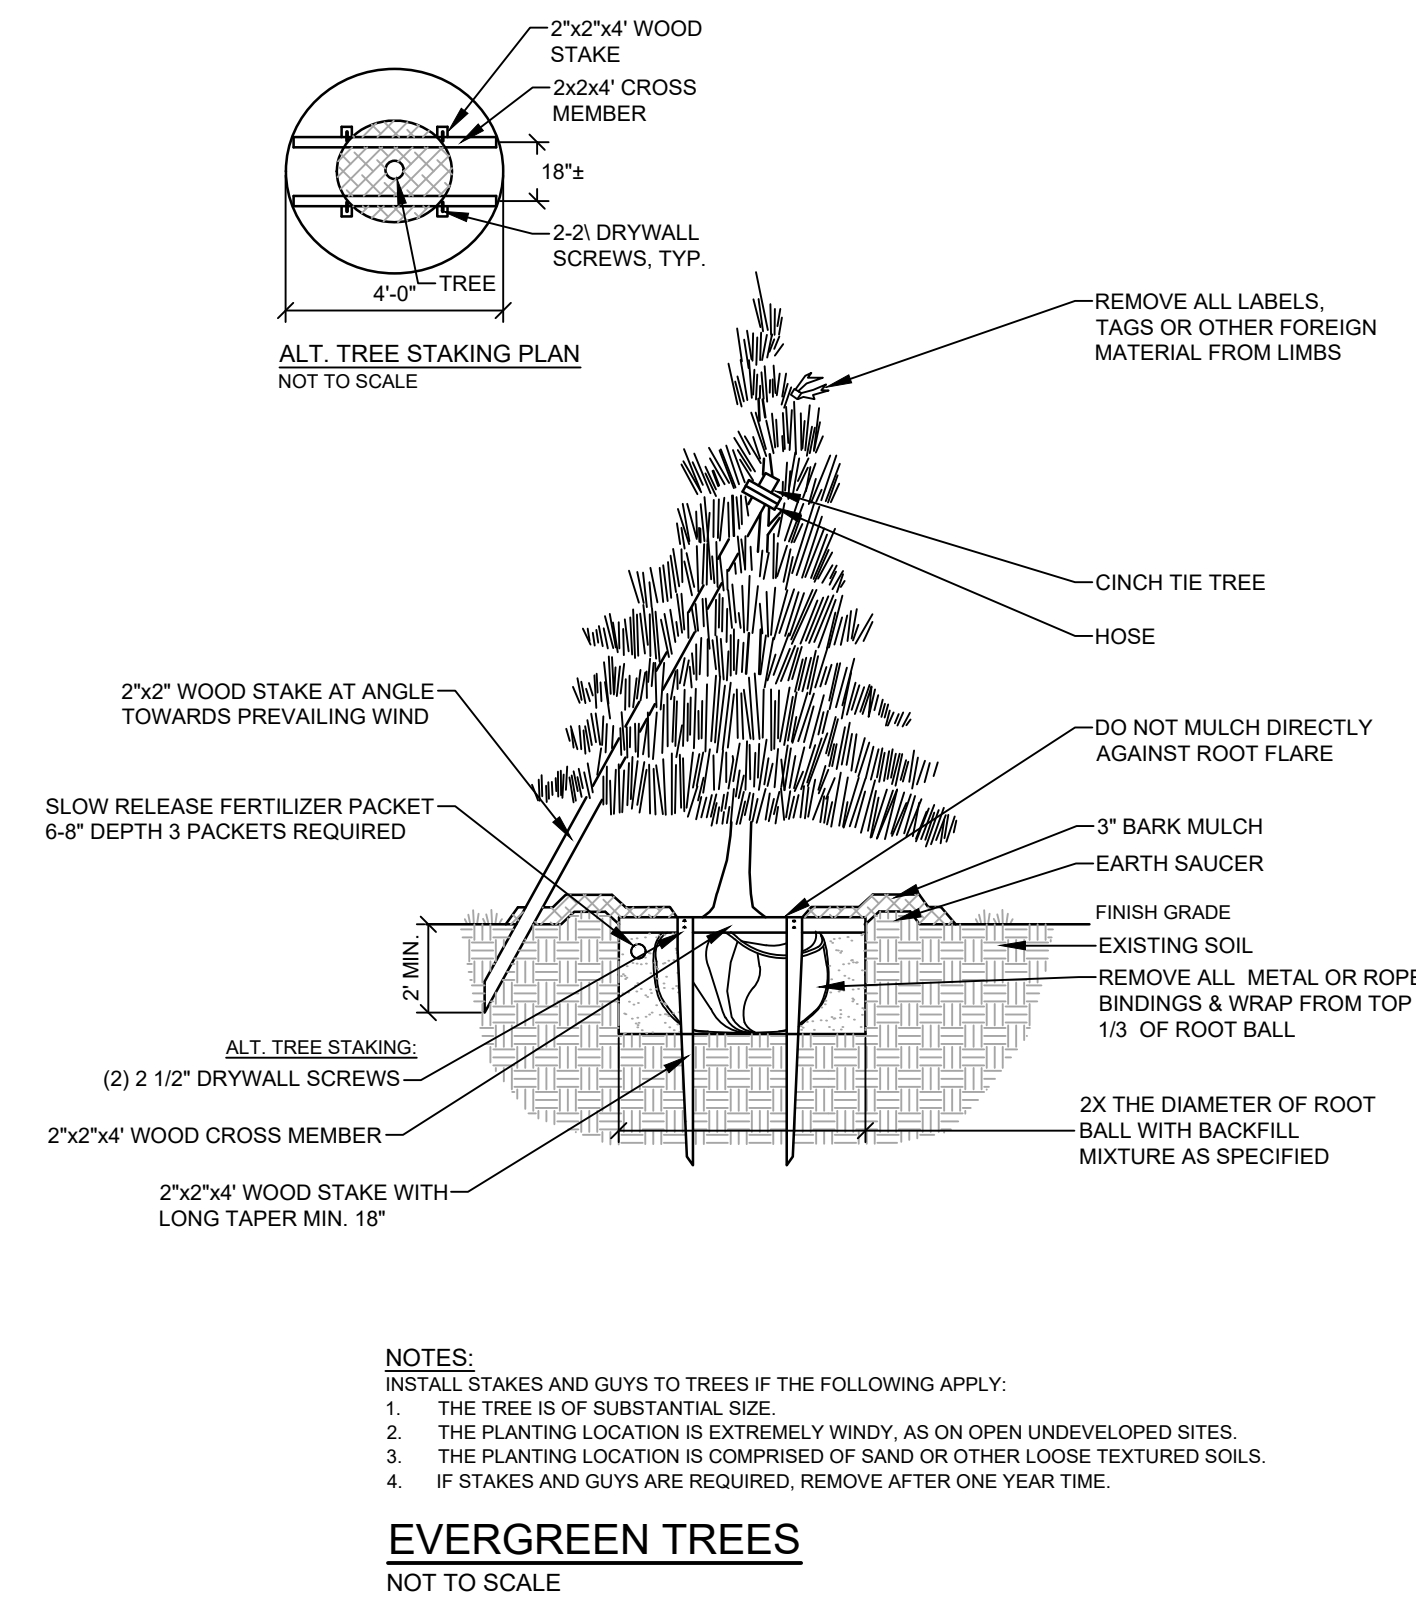 2"x2"x4' WOOD
STAKE
2x2x4' CROSS
MEMBER
18"±
2-2\ DRYWALL
SCREWS, TYP.
TREE
4'-0"
ALT. TREE STAKING PLAN
NOT TO SCALE
REMOVE ALL LABELS,
TAGS OR OTHER FOREIGN
MATERIAL FROM LIMBS
CINCH TIE TREE
HOSE
2"x2" WOOD STAKE AT ANGLE
TOWARDS PREVAILING WIND
DO NOT MULCH DIRECTLY
AGAINST ROOT FLARE
SLOW RELEASE FERTILIZER PACKET
6-8" DEPTH 3 PACKETS REQUIRED
3" BARK MULCH
EARTH SAUCER
FINISH GRADE
EXISTING SOIL
2' MIN.
REMOVE ALL METAL OR ROPE
BINDINGS & WRAP FROM TOP
1/3 OF ROOT BALL
ALT. TREE STAKING:
(2) 2 1/2" DRYWALL SCREWS
2"x2"x4' WOOD CROSS MEMBER
2X THE DIAMETER OF ROOT
BALL WITH BACKFILL
MIXTURE AS SPECIFIED
2"x2"x4' WOOD STAKE WITH
LONG TAPER MIN. 18"
NOTES:
INSTALL STAKES AND GUYS TO TREES IF THE FOLLOWING APPLY:
1. THE TREE IS OF SUBSTANTIAL SIZE.
2. THE PLANTING LOCATION IS EXTREMELY WINDY, AS ON OPEN UNDEVELOPED SITES.
3. THE PLANTING LOCATION IS COMPRISED OF SAND OR OTHER LOOSE TEXTURED SOILS.
4. IF STAKES AND GUYS ARE REQUIRED, REMOVE AFTER ONE YEAR TIME.
EVERGREEN TREES
NOT TO SCALE